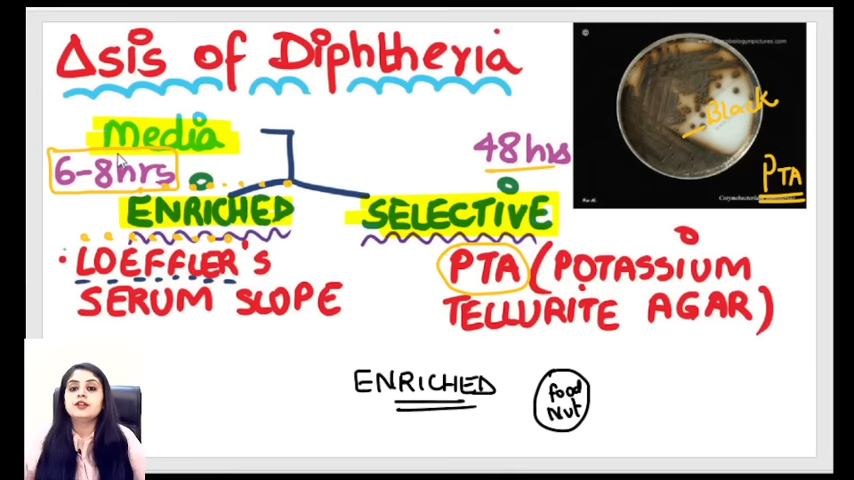 Δsis of Diphtheria
media
6-8hrs
ENRICHED
• LOEFFLER's
SERUM SLOPE
48hrs
SELECTIVE
PTA (POTASSIUM
TELLURITE AGAR)
Black
PTA
ENRICHED
food
Nut